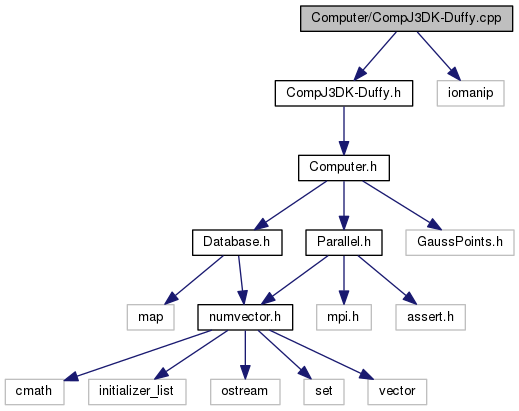 Computer/CompJ3DK-Duffy.cpp
CompJ3DK-Duffy.h
iomanip
Computer.h
Database.h
Parallel.h
GaussPoints.h
map
numvector.h
mpi.h
assert.h
cmath
initializer_list
ostream
set
vector